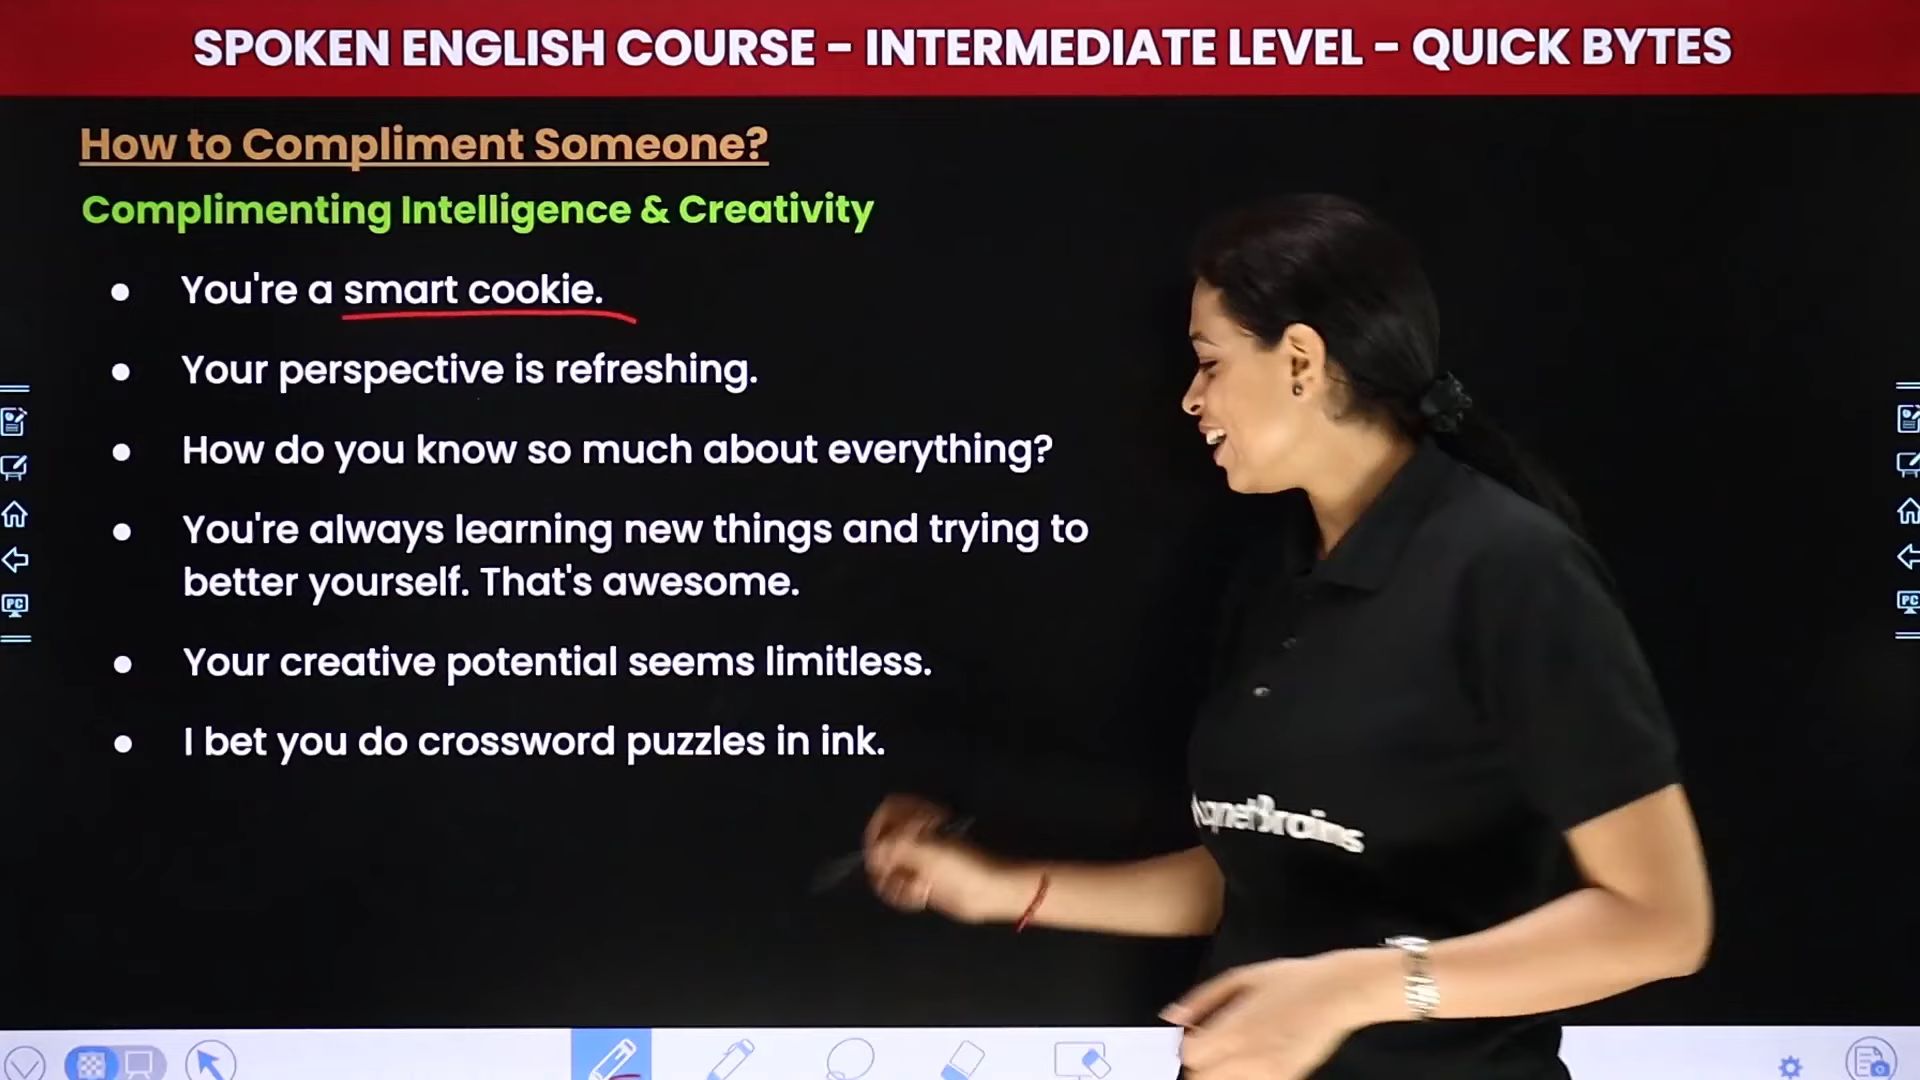 SPOKEN ENGLISH COURSE - INTERMEDIATE LEVEL - QUICK BYTES
How to Compliment Someone?
Complimenting Intelligence & Creativity
● You're a smart cookie.
● Your perspective is refreshing.
● How do you know so much about everything?
● You're always learning new things and trying to
better yourself. That's awesome.
● Your creative potential seems limitless.
● I bet you do crossword puzzles in ink.
PC
PC